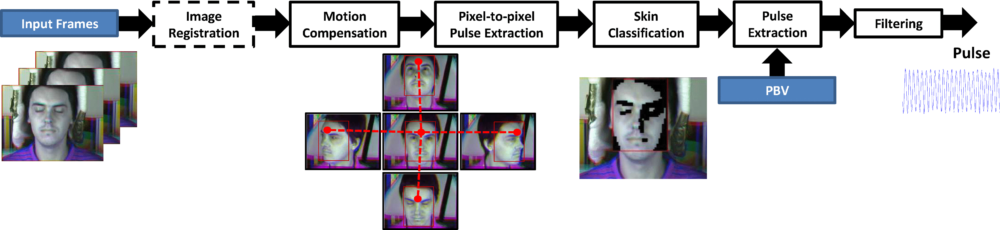 Input Frames
Image
Registration
Motion
Compensation
Pixel-to-pixel
Pulse Extraction
Skin
Classification
Pulse
Extraction
Filtering
Pulse
PBV